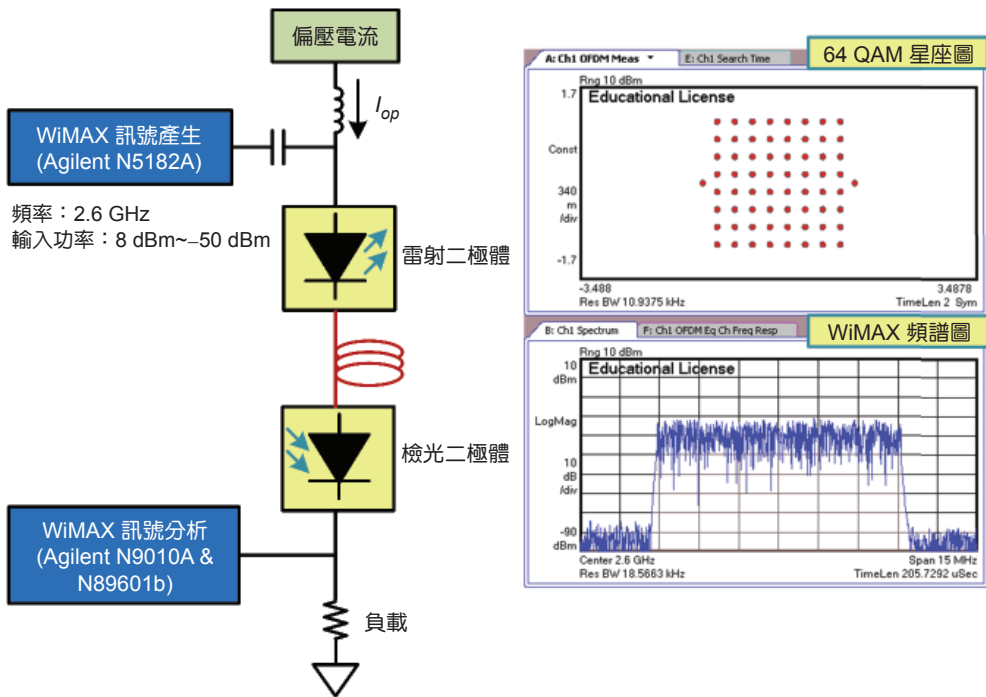 偏壓電流
I_op
WiMAX 訊號產生
(Agilent N5182A)
頻率：2.6 GHz
輸入功率：8 dBm~–50 dBm
雷射二極體
檢光二極體
WiMAX 訊號分析
(Agilent N9010A &
N89601b)
負載
64 QAM 星座圖
A: Ch1 OFDM Meas
E: Ch1 Search Time
Rng 10 dBm
1.7
Educational License
Const
340
m
/div
-1.7
-3.488
3.4878
Res BW 10.9375 kHz
TimeLen 2 Sym
WiMAX 頻譜圖
B: Ch1 Spectrum
F: Ch1 OFDM Eq Ch Freq Resp
Rng 10 dBm
10
dBm
Educational License
LogMag
10
dB
/div
-90
dBm
Center 2.6 GHz
Span 15 MHz
Res BW 18.5663 kHz
TimeLen 205.7292 uSec